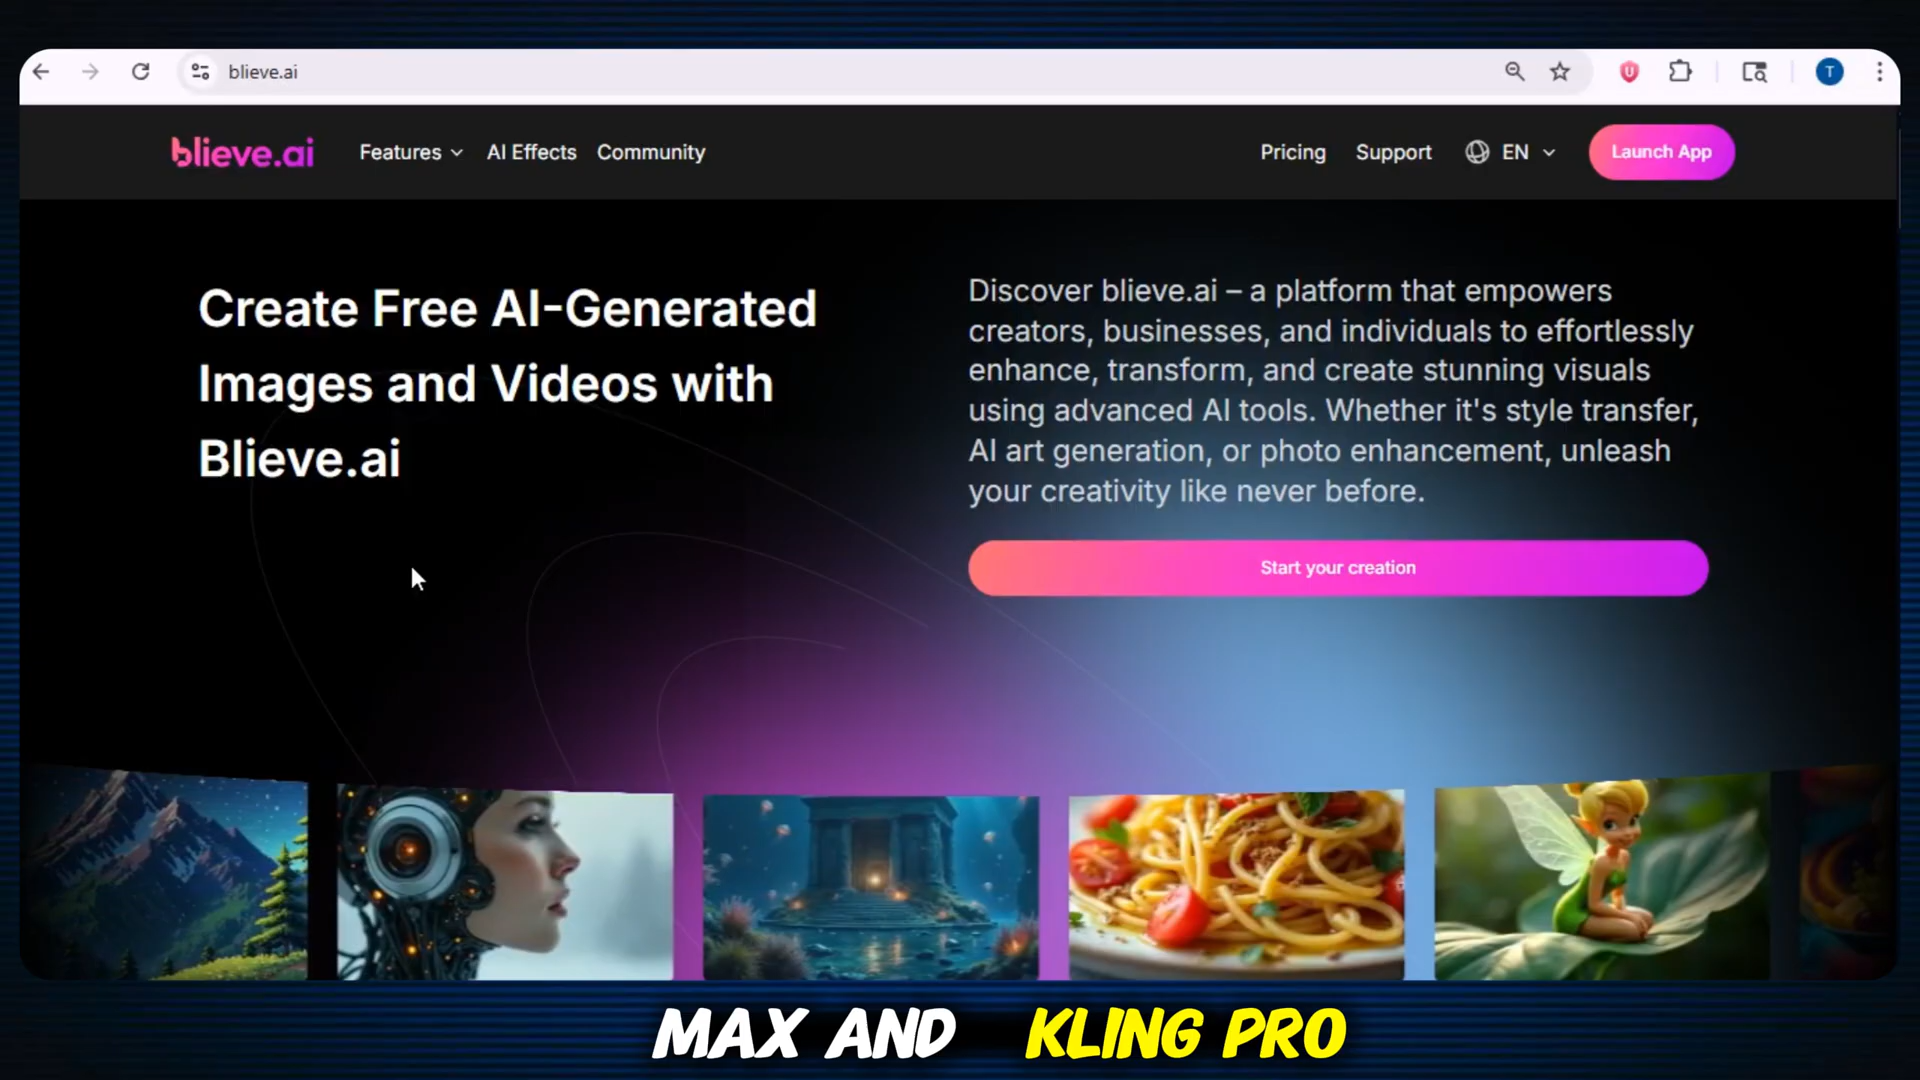 blieve.ai
T
blieve.ai
Features
AI Effects
Community
Pricing
Support
EN
Launch App
Create Free AI-Generated
Images and Videos with
Blieve.ai
Discover blieve.ai – a platform that empowers
creators, businesses, and individuals to effortlessly
enhance, transform, and create stunning visuals
using advanced AI tools. Whether it's style transfer,
AI art generation, or photo enhancement, unleash
your creativity like never before.
Start your creation
MAX AND KLING PRO